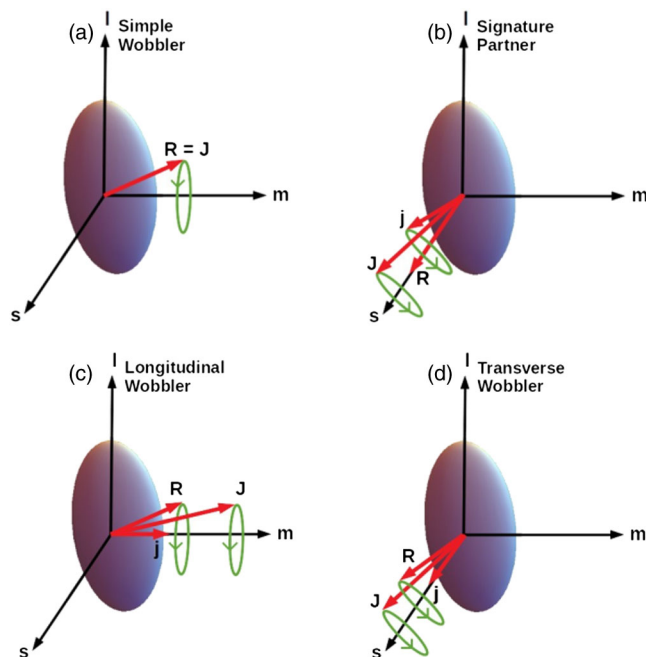 (a)
l
Simple
Wobbler
R = J
m
s
(b)
l
Signature
Partner
j
J
R
m
s
(c)
l
Longitudinal
Wobbler
R
J
j
m
s
(d)
l
Transverse
Wobbler
R
J
j
m
s